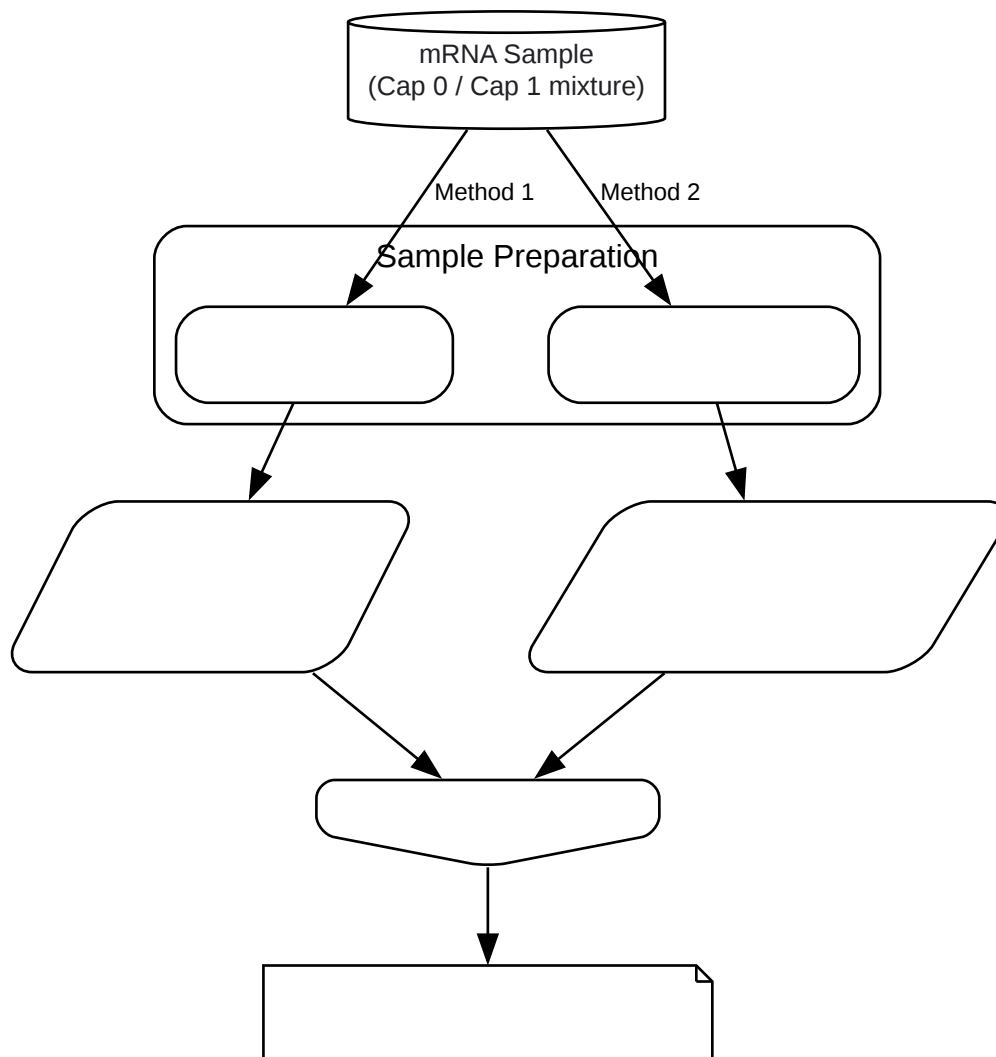 mRNA Sample
(Cap 0 / Cap 1 mixture)
Method 1
Method 2
Sample Preparation